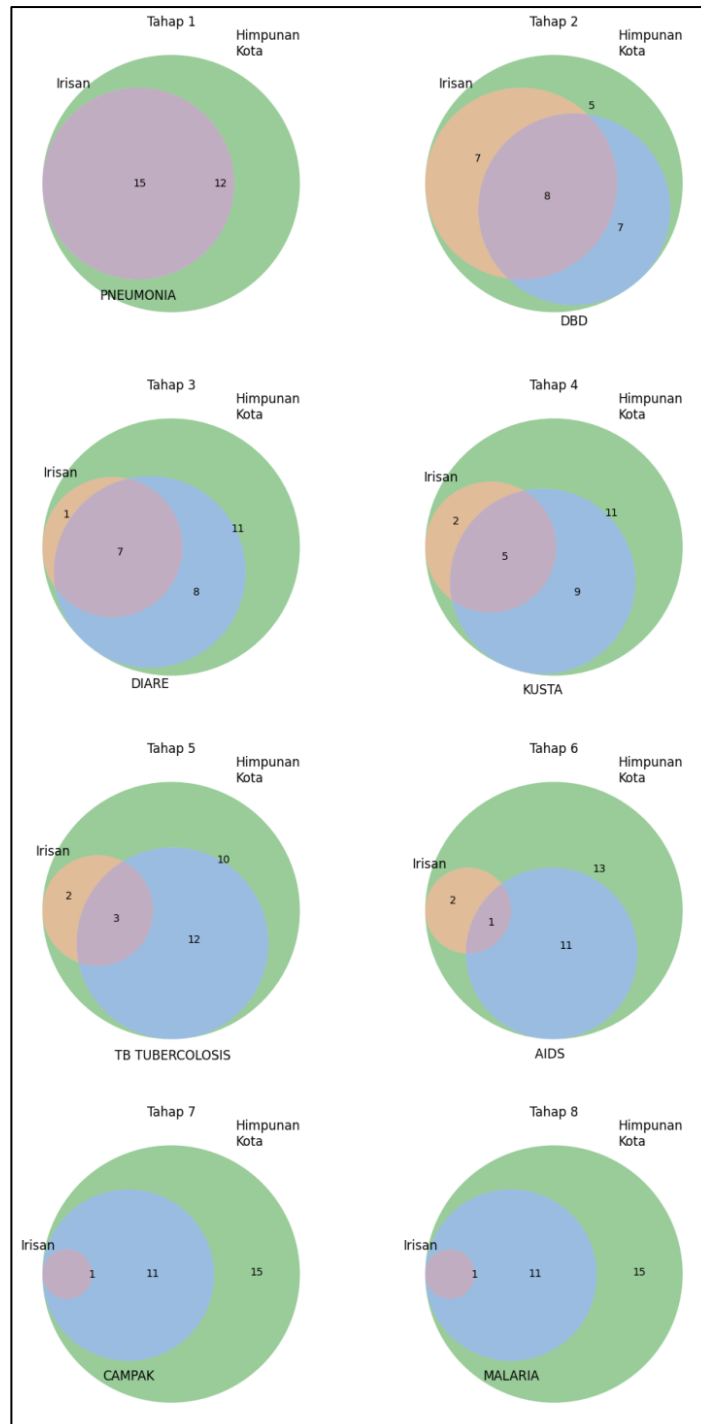 Tahap 1
Himpunan
Kota
Irisan
15
12
PNEUMONIA
Tahap 2
Himpunan
Kota
Irisan
5
7
8
7
DBD
Tahap 3
Himpunan
Kota
Irisan
1
11
7
8
DIARE
Tahap 4
Himpunan
Kota
Irisan
2
11
5
9
KUSTA
Tahap 5
Himpunan
Kota
Irisan
10
2
3
12
TB TUBERCOLOSIS
Tahap 6
Himpunan
Kota
Irisan
13
2
1
11
AIDS
Tahap 7
Himpunan
Kota
Irisan
1
11
15
CAMPAK
Tahap 8
Himpunan
Kota
Irisan
1
11
15
MALARIA